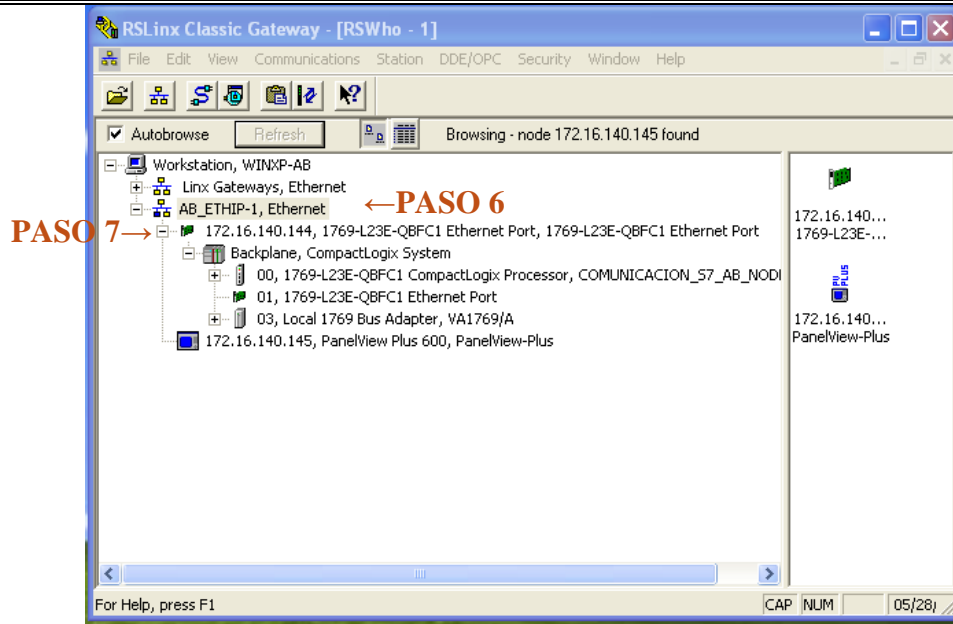 RSLinx Classic Gateway - [RSWho - 1]
File Edit View Communications Station DDE/OPC Security Window Help
Autobrowse Refresh Browsing - node 172.16.140.145 found
Workstation, WINXP-AB
Linx Gateways, Ethernet
AB_ETHIP-1, Ethernet ←PASO 6
PASO 7→ 172.16.140.144, 1769-L23E-QBFC1 Ethernet Port, 1769-L23E-QBFC1 Ethernet Port
Backplane, CompactLogix System
00, 1769-L23E-QBFC1 CompactLogix Processor, COMUNICACION_S7_AB_NODI
01, 1769-L23E-QBFC1 Ethernet Port
03, Local 1769 Bus Adapter, VA1769/A
172.16.140.145, PanelView Plus 600, PanelView-Plus
172.16.140...
1769-L23E-...
PV PLUS
172.16.140...
PanelView-Plus
For Help, press F1 CAP NUM 05/28/